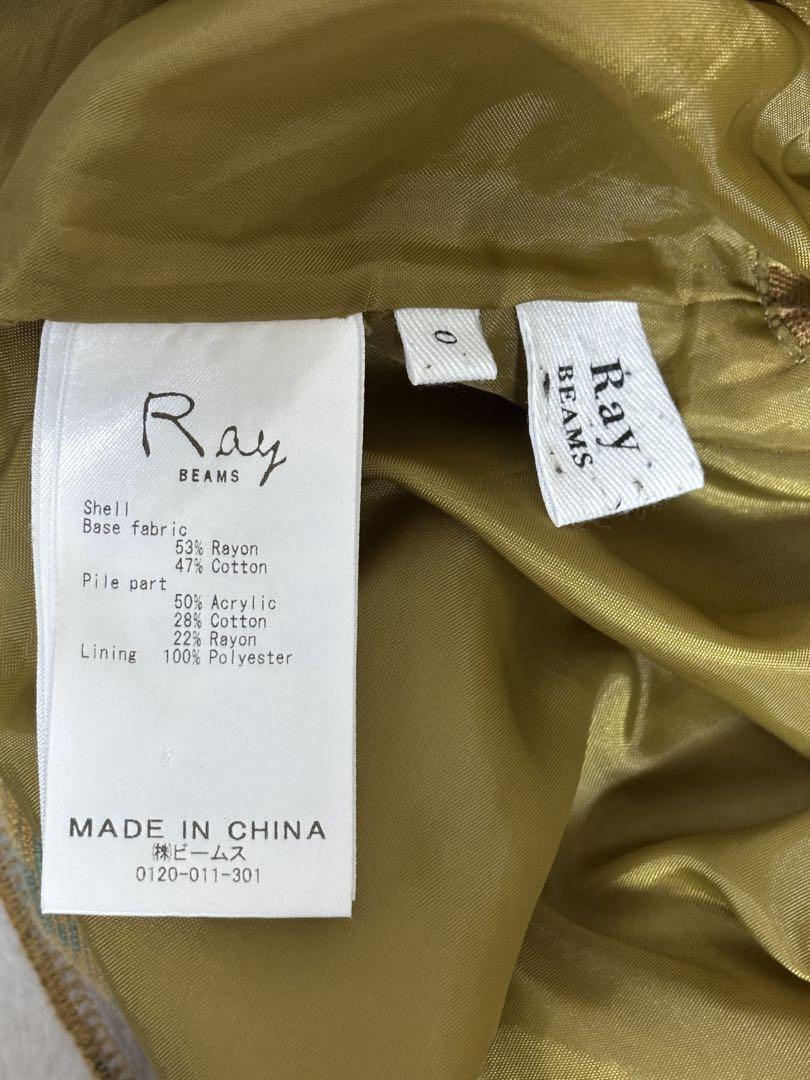 Ray
BEAMS
Shell
Base fabric
53% Rayon
47% Cotton
Pile part
50% Acrylic
28% Cotton
22% Rayon
Lining 100% Polyester
MADE IN CHINA
㈱ビームス
0120-011-301
0
Ray
BEAMS